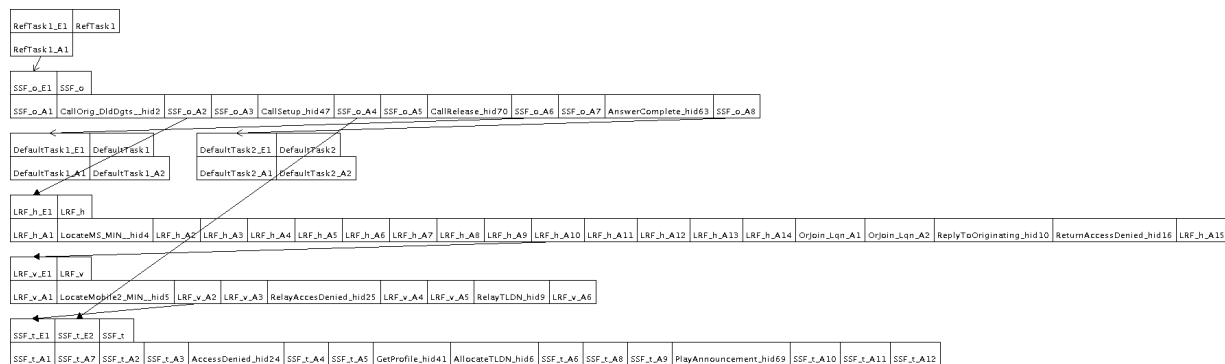 RefTask1_E1 RefTask1
RefTask1_A1
SSF_o_E1 SSF_o
SSF_o_A1 CallOrig_DldDgts__hid2 SSF_o_A2 SSF_o_A3 CallSetup_hid47 SSF_o_A4 SSF_o_A5 CallRelease_hid70 SSF_o_A6 SSF_o_A7 AnswerComplete_hid63 SSF_o_A8
DefaultTask1_E1 DefaultTask1 DefaultTask2_E1 DefaultTask2
DefaultTask1_A1 DefaultTask1_A2 DefaultTask2_A1 DefaultTask2_A2
LRF_h_E1 LRF_h
LRF_h_A1 LocateMS_MIN__hid4 LRF_h_A2 LRF_h_A3 LRF_h_A4 LRF_h_A5 LRF_h_A6 LRF_h_A7 LRF_h_A8 LRF_h_A9 LRF_h_A10 LRF_h_A11 LRF_h_A12 LRF_h_A13 LRF_h_A14 OrJoin_Lqn_A1 OrJoin_Lqn_A2 ReplyToOriginating_hid10 ReturnAccessDenied_hid16 LRF_h_A15
LRF_v_E1 LRF_v
LRF_v_A1 LocateMobile2_MIN__hid5 LRF_v_A2 LRF_v_A3 RelayAccesDenied_hid25 LRF_v_A4 LRF_v_A5 RelayTLDN_hid9 LRF_v_A6
SSF_t_E1 SSF_t_E2 SSF_t
SSF_t_A1 SSF_t_A7 SSF_t_A2 SSF_t_A3 AccessDenied_hid24 SSF_t_A4 SSF_t_A5 GetProfile_hid41 AllocateTLDN_hid6 SSF_t_A6 SSF_t_A8 SSF_t_A9 PlayAnnouncement_hid69 SSF_t_A10 SSF_t_A11 SSF_t_A12